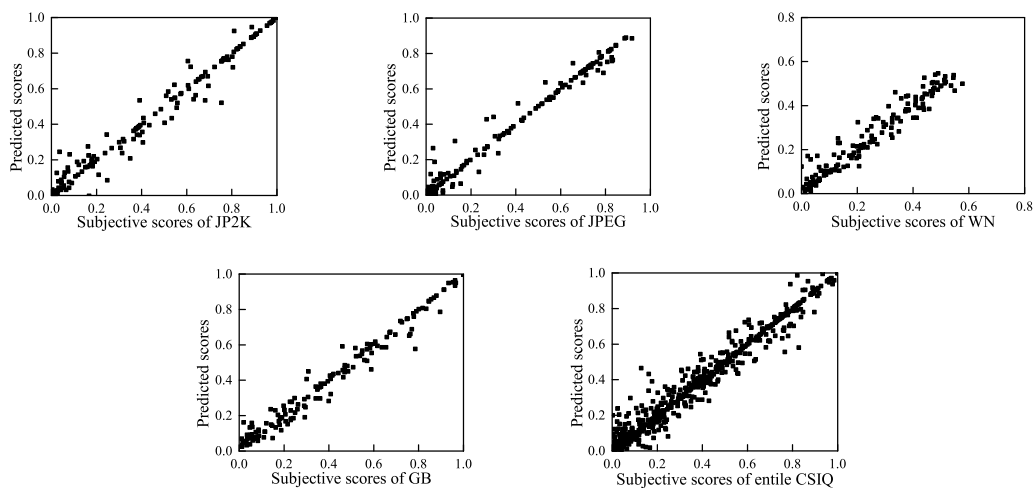 1.0
0.8
0.6
0.4
0.2
0.0
Predicted scores
0.0 0.2 0.4 0.6 0.8 1.0
Subjective scores of JP2K
1.0
0.8
0.6
0.4
0.2
0.0
Predicted scores
0.0 0.2 0.4 0.6 0.8 1.0
Subjective scores of JPEG
0.8
0.6
0.4
0.2
0.0
Predicted scores
0.0 0.2 0.4 0.6 0.8
Subjective scores of WN
1.0
0.8
0.6
0.4
0.2
0.0
Predicted scores
0.0 0.2 0.4 0.6 0.8 1.0
Subjective scores of GB
1.0
0.8
0.6
0.4
0.2
0.0
Predicted scores
0.0 0.2 0.4 0.6 0.8 1.0
Subjective scores of entile CSIQ